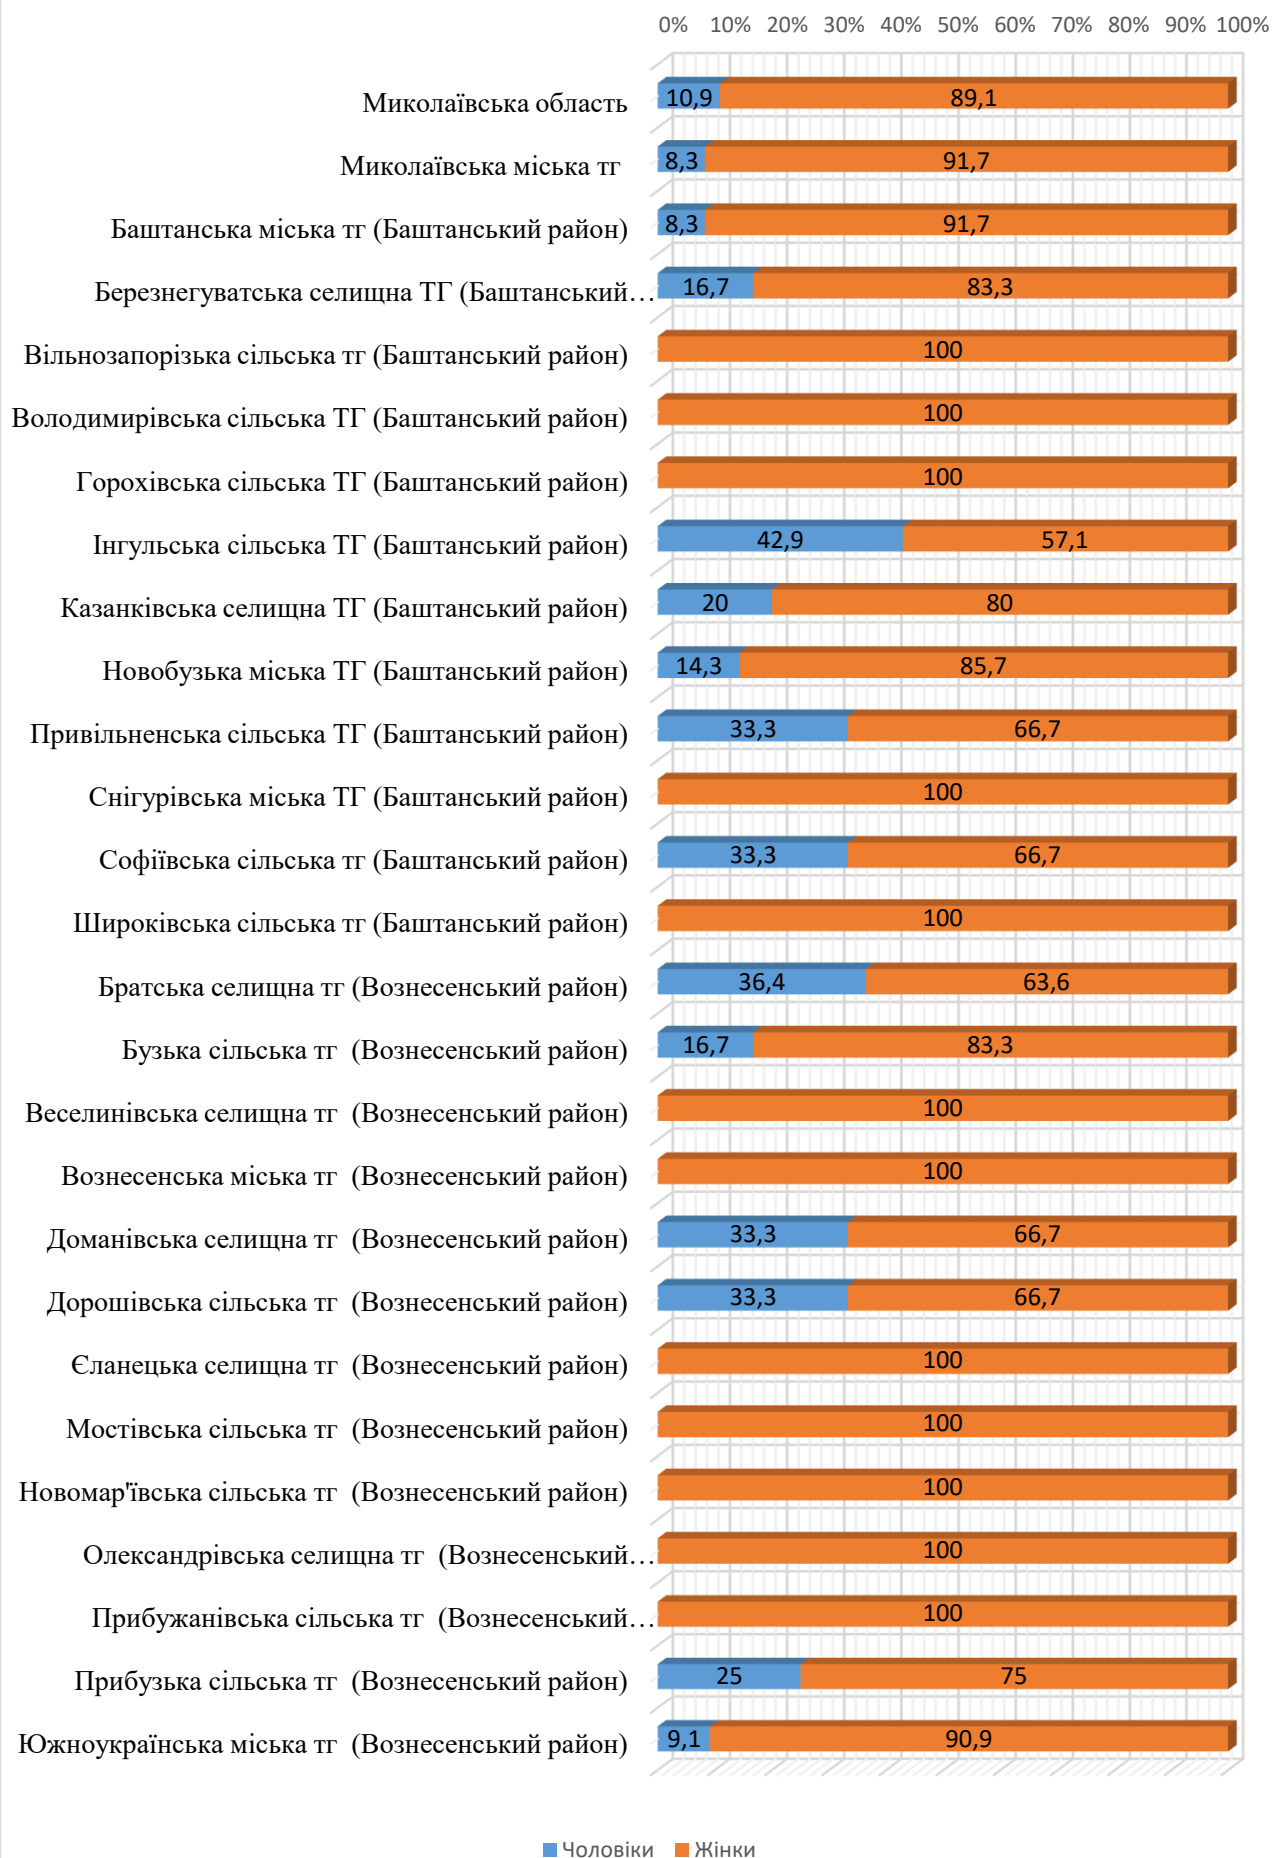 0% 10% 20% 30% 40% 50% 60% 70% 80% 90% 100%
Миколаївська область 10,9 89,1
Миколаївська міська тг 8,3 91,7
Баштанська міська тг (Баштанський район) 8,3 91,7
Березнегуватська селищна ТГ (Баштанський… 16,7 83,3
Вільнозапорізька сільська тг (Баштанський район) 100
Володимирівська сільська ТГ (Баштанський район) 100
Горохівська сільська ТГ (Баштанський район) 100
Інгульська сільська ТГ (Баштанський район) 42,9 57,1
Казанківська селищна ТГ (Баштанський район) 20 80
Новобузька міська ТГ (Баштанський район) 14,3 85,7
Привільненська сільська ТГ (Баштанський район) 33,3 66,7
Снігурівська міська ТГ (Баштанський район) 100
Софіївська сільська тг (Баштанський район) 33,3 66,7
Широківська сільська тг (Баштанський район) 100
Братська селищна тг (Вознесенський район) 36,4 63,6
Бузька сільська тг (Вознесенський район) 16,7 83,3
Веселинівська селищна тг (Вознесенський район) 100
Вознесенська міська тг (Вознесенський район) 100
Доманівська селищна тг (Вознесенський район) 33,3 66,7
Дорошівська сільська тг (Вознесенський район) 33,3 66,7
Єланецька селищна тг (Вознесенський район) 100
Мостівська сільська тг (Вознесенський район) 100
Новомар'ївська сільська тг (Вознесенський район) 100
Олександрівська селищна тг (Вознесенський… 100
Прибужанівська сільська тг (Вознесенський… 100
Прибузька сільська тг (Вознесенський район) 25 75
Южноукраїнська міська тг (Вознесенський район) 9,1 90,9
Чоловіки Жінки